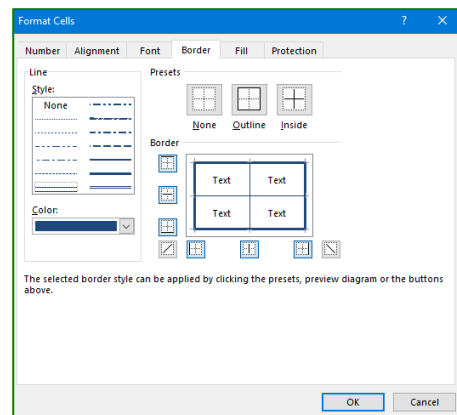 Format Cells
Number Alignment Font Border Fill Protection
Line
Style:
None
Color:
Presets
None Outline Inside
Border
Text Text
Text Text
The selected border style can be applied by clicking the presets, preview diagram or the buttons
above.
OK Cancel